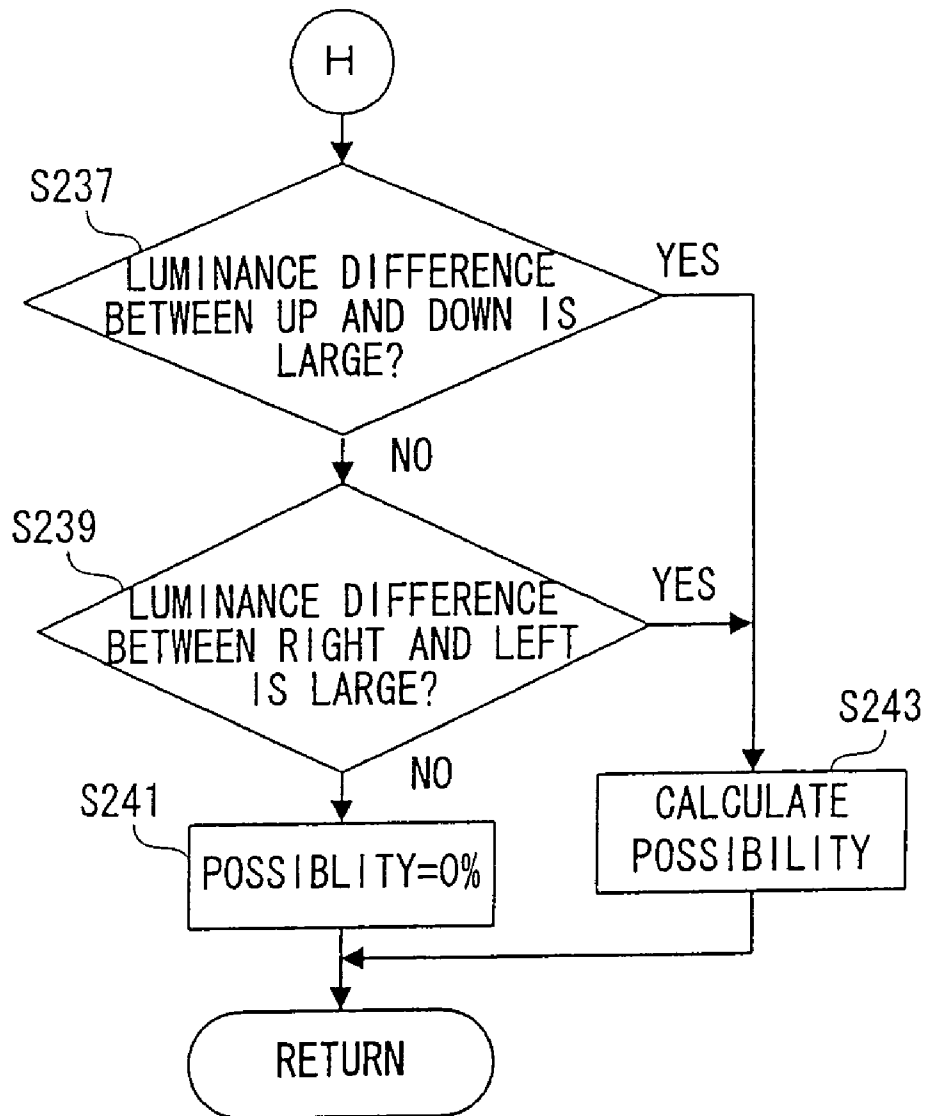 H
S237
LUMINANCE DIFFERENCE
BETWEEN UP AND DOWN IS
LARGE?
YES
NO
S239
LUMINANCE DIFFERENCE
BETWEEN RIGHT AND LEFT
IS LARGE?
YES
NO
S241
POSSIBLITY=0%
S243
CALCULATE
POSSIBILITY
RETURN